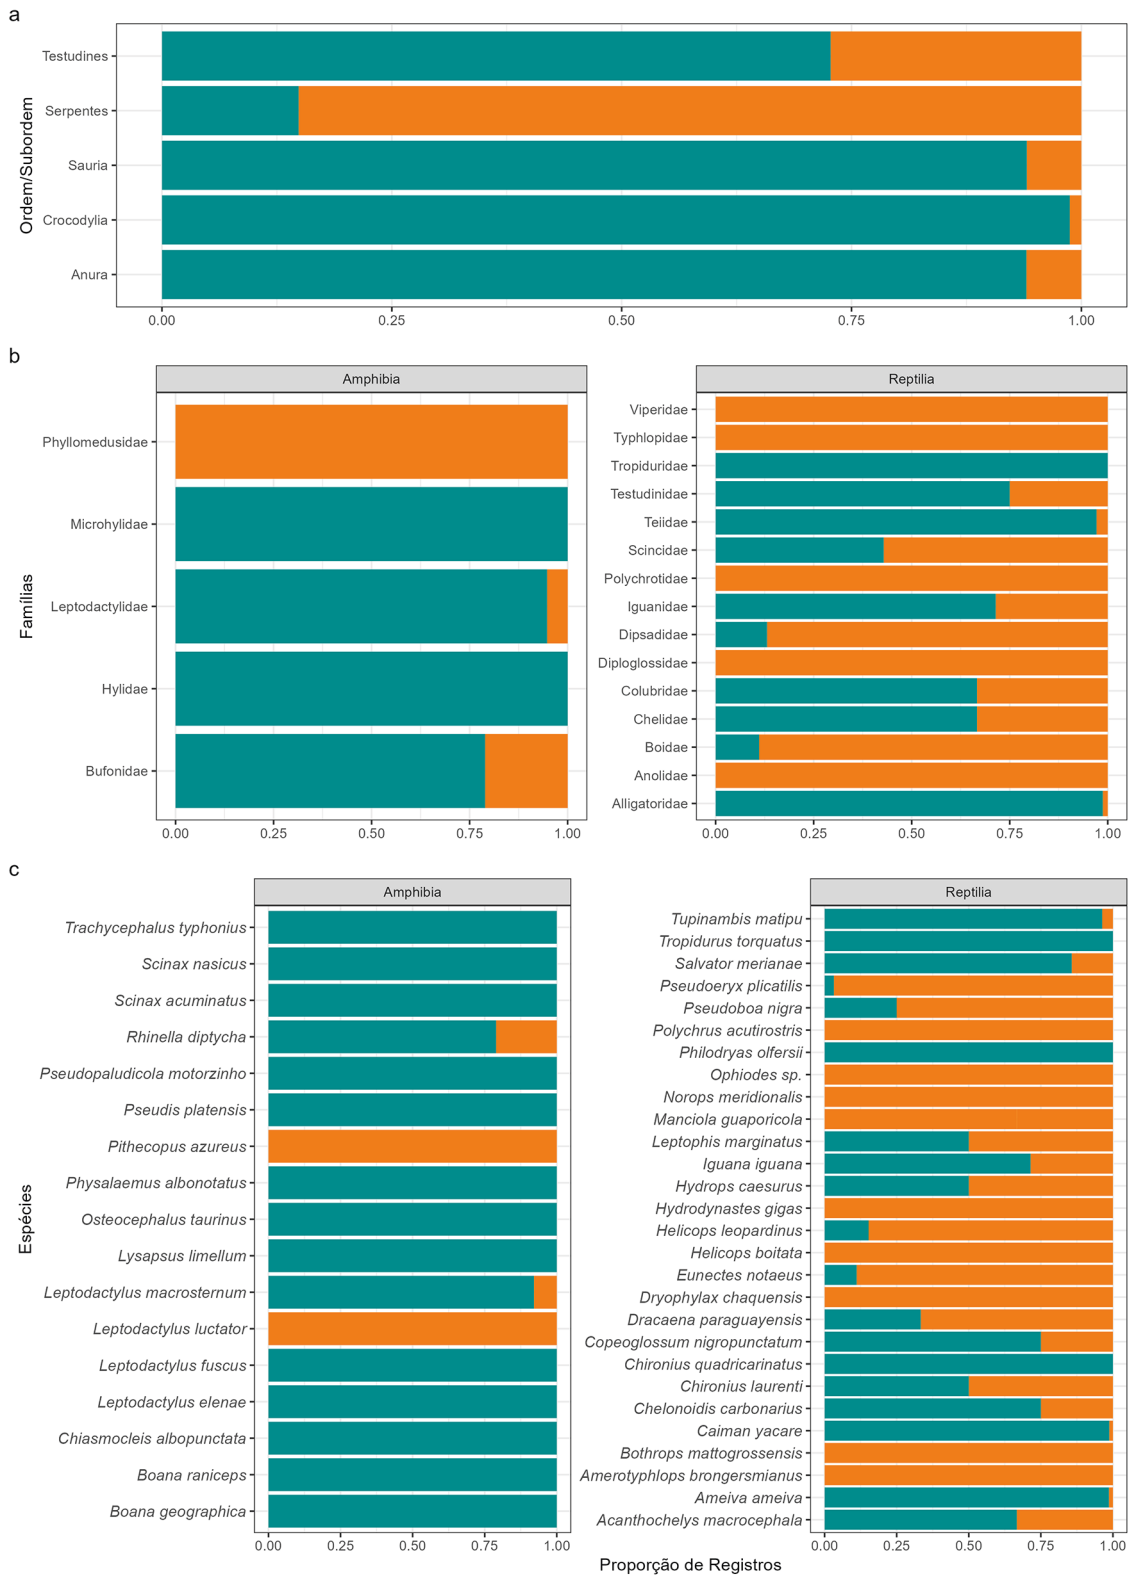 a
Ordem/Subordem
Testudines
Serpentes
Sauria
Crocodylia
Anura
0.00 0.25 0.50 0.75 1.00
b
Famílias
Amphibia
Phyllomedusidae
Microhylidae
Leptodactylidae
Hylidae
Bufonidae
0.00 0.25 0.50 0.75 1.00
Reptilia
Viperidae
Typhlopidae
Tropiduridae
Testudinidae
Teiidae
Scincidae
Polychrotidae
Iguanidae
Dipsadidae
Diploglossidae
Colubridae
Chelidae
Boidae
Anolidae
Alligatoridae
0.00 0.25 0.50 0.75 1.00
c
Espécies
Amphibia
Trachycephalus typhonius
Scinax nasicus
Scinax acuminatus
Rhinella diptycha
Pseudopaludicola motorzinho
Pseudis platensis
Pithecopus azureus
Physalaemus albonotatus
Osteocephalus taurinus
Lysapsus limellum
Leptodactylus macrosternum
Leptodactylus luctator
Leptodactylus fuscus
Leptodactylus elenae
Chiasmocleis albopunctata
Boana raniceps
Boana geographica
0.00 0.25 0.50 0.75 1.00
Reptilia
Tupinambis matipu
Tropidurus torquatus
Salvator merianae
Pseudoeryx plicatilis
Pseudoboa nigra
Polychrus acutirostris
Philodryas olfersii
Ophiodes sp.
Norops meridionalis
Manciola guaporicola
Leptophis marginatus
Iguana iguana
Hydrops caesurus
Hydrodynastes gigas
Helicops leopardinus
Helicops boitata
Eunectes notaeus
Dryophylax chaquensis
Dracaena paraguayensis
Copeoglossum nigropunctatum
Chironius quadricarinatus
Chironius laurenti
Chelonoidis carbonarius
Caiman yacare
Bothrops mattogrossensis
Amerotyphlops brongersmianus
Ameiva ameiva
Acanthochelys macrocephala
0.00 0.25 0.50 0.75 1.00
Proporção de Registros